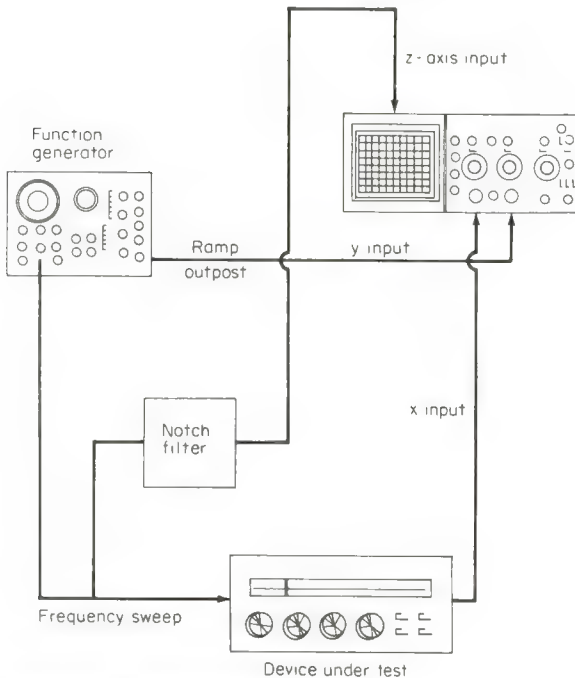 z-axis input
Function
generator
Ramp
outpost
y input
x input
Notch
filter
Frequency sweep
Device under test